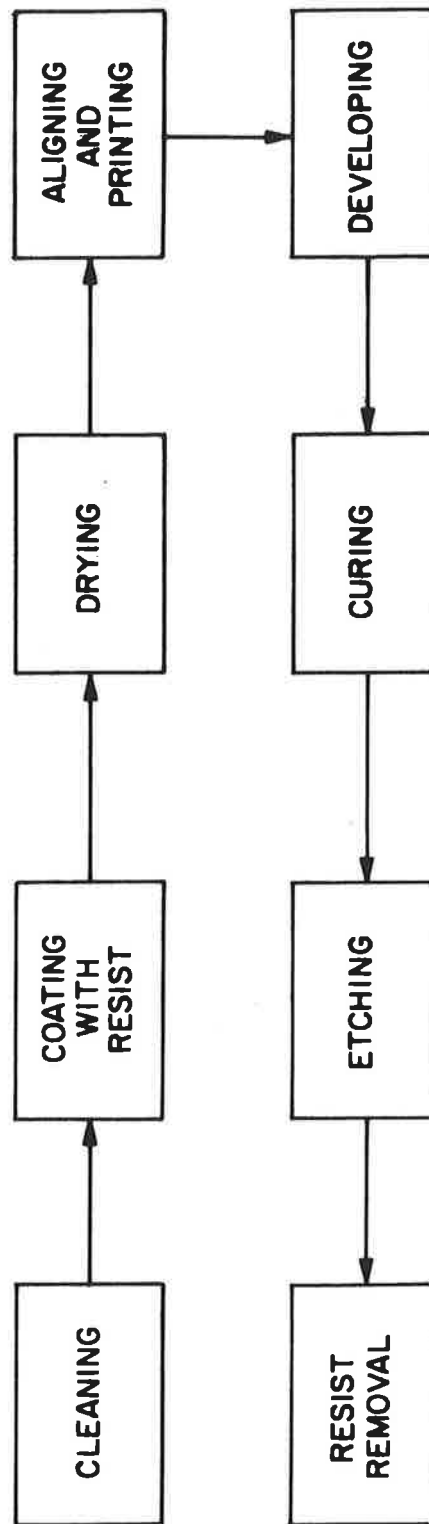 CLEANING
COATING
WITH
RESIST
DRYING
ALIGNING
AND
PRINTING
DEVELOPING
CURING
ETCHING
RESIST
REMOVAL